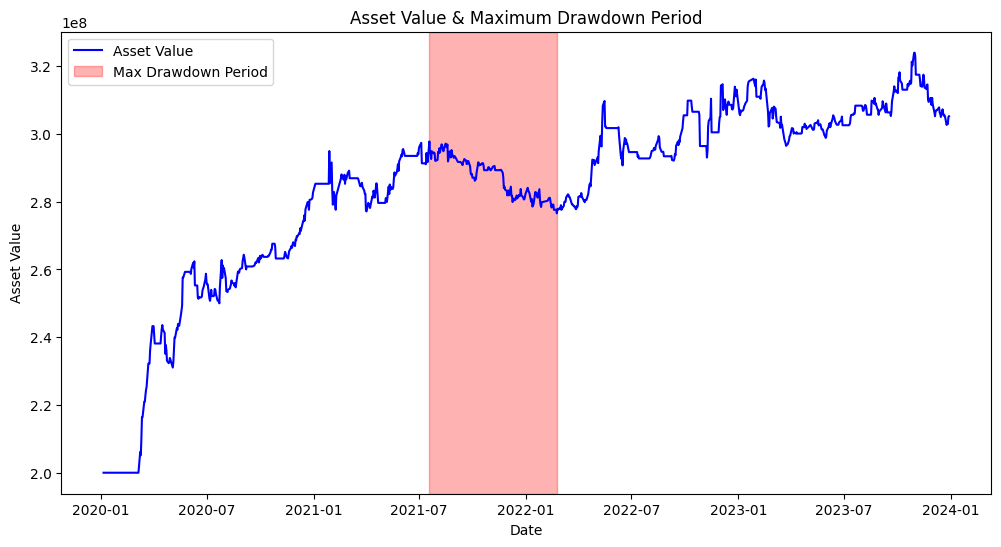 Asset Value & Maximum Drawdown Period
1e8
Asset Value
Max Drawdown Period
3.2
3.0
2.8
2.6
2.4
2.2
2.0
Asset Value
2020-01 2020-07 2021-01 2021-07 2022-01 2022-07 2023-01 2023-07 2024-01
Date